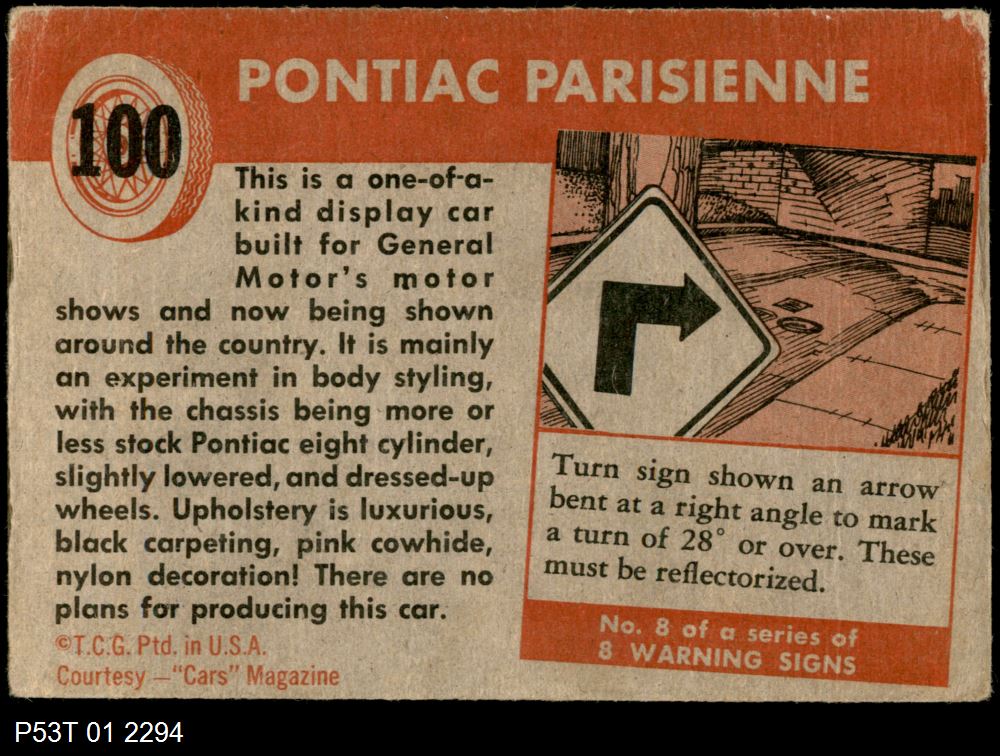 100
PONTIAC PARISIENNE
This is a one-of-a-
kind display car
built for General
Motor's motor
shows and now being shown
around the country. It is mainly
an experiment in body styling,
with the chassis being more or
less stock Pontiac eight cylinder,
slightly lowered, and dressed-up
wheels. Upholstery is luxurious,
black carpeting, pink cowhide,
nylon decoration! There are no
plans for producing this car.
©T.C.G. Ptd. in U.S.A.
Courtesy —"Cars" Magazine
Turn sign shown an arrow
bent at a right angle to mark
a turn of 28° or over. These
must be reflectorized.
No. 8 of a series of
8 WARNING SIGNS
P53T 01 2294